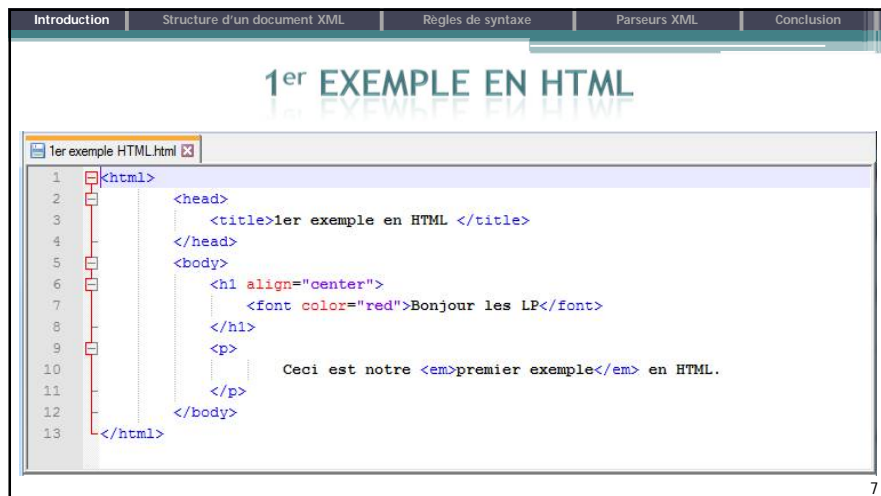 Introduction Structure d'un document XML Règles de syntaxe Parseurs XML Conclusion
1er EXEMPLE EN HTML
1er exemple HTML.html
1 <html>
2 <head>
3 <title>1er exemple en HTML </title>
4 </head>
5 <body>
6 <h1 align="center">
7 <font color="red">Bonjour les LP</font>
8 </h1>
9 <p>
10 Ceci est notre <em>premier exemple</em> en HTML.
11 </p>
12 </body>
13 </html>
7